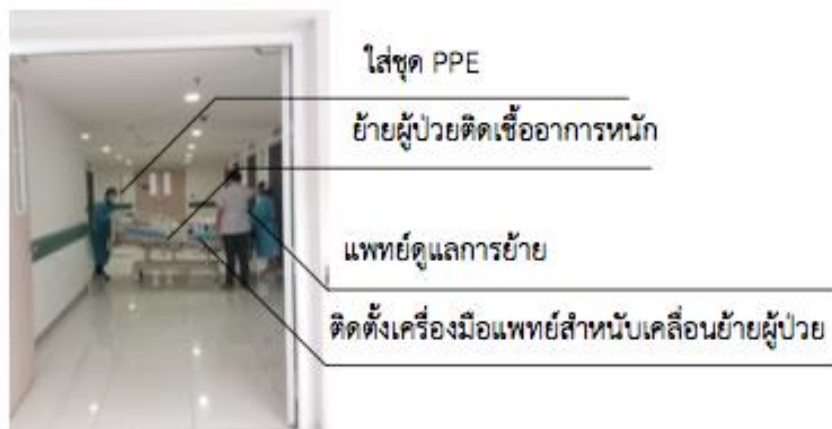 ใส่ชุด PPE
ย้ายผู้ป่วยติดเชื้ออาการหนัก
แพทย์ดูแลการย้าย
ติดตั้งเครื่องมือแพทย์สำหนับเคลื่อนย้ายผู้ป่วย